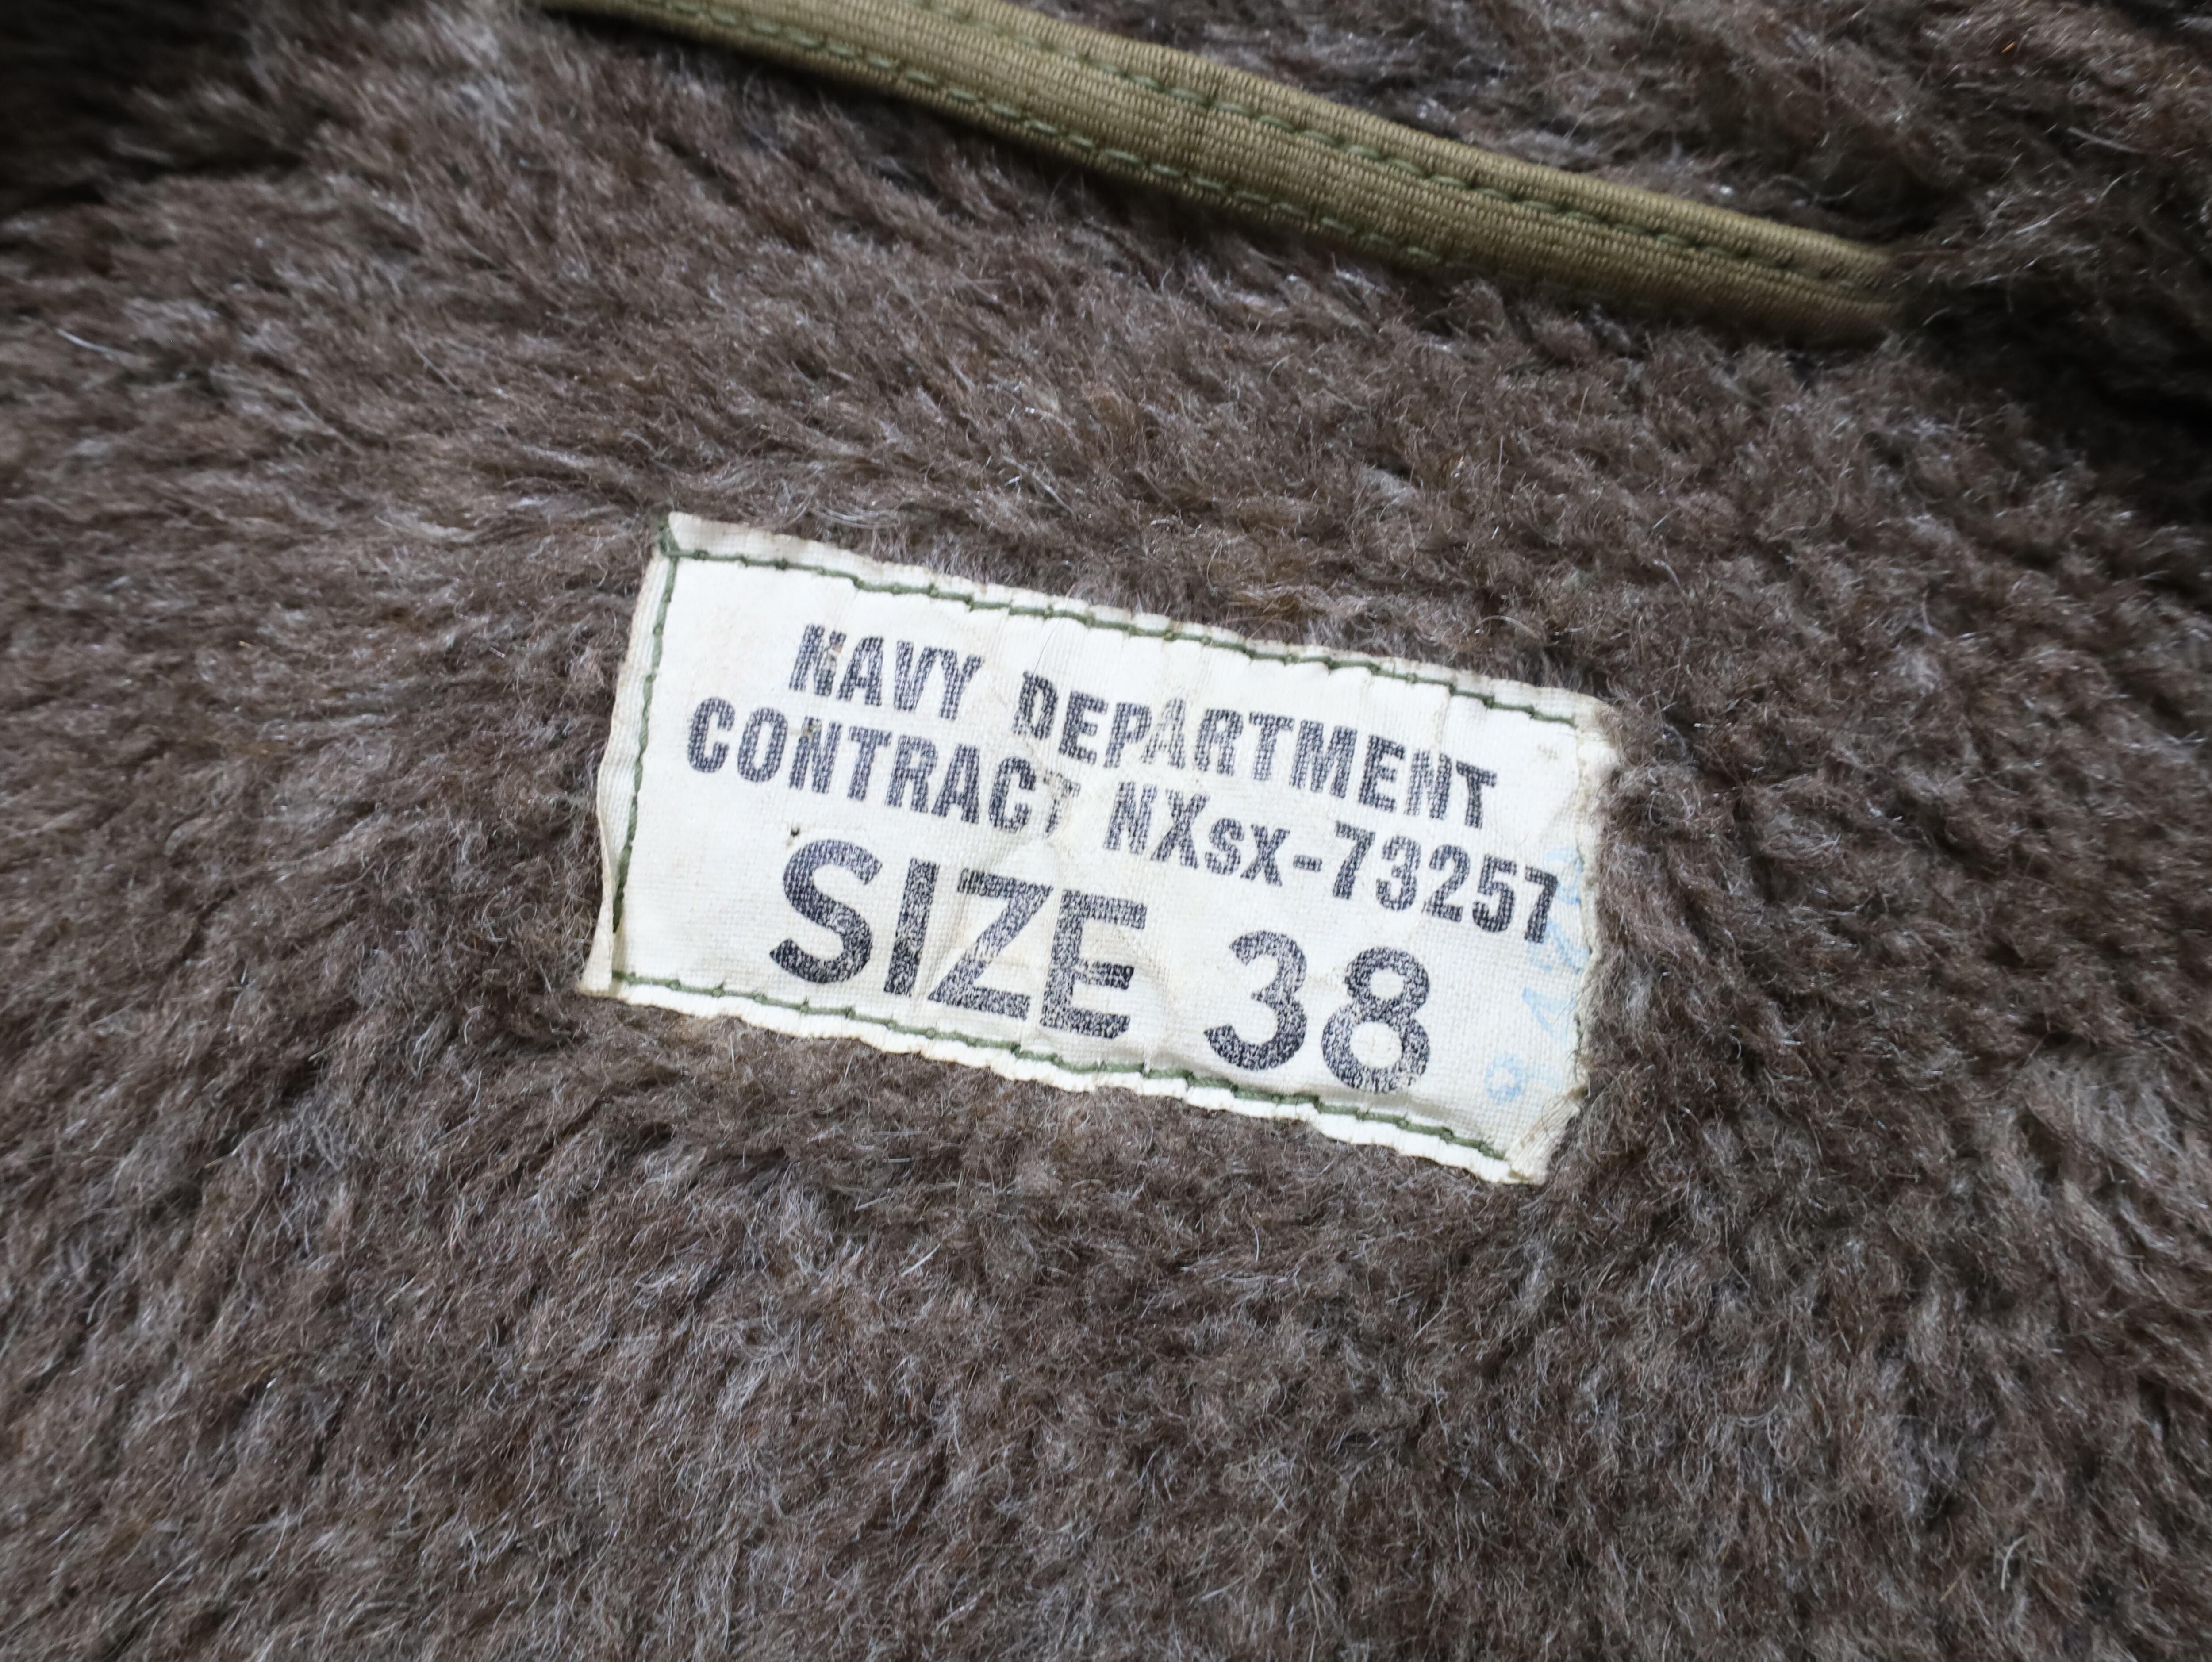 NAVY DEPARTMENT
CONTRACT NXsx-73257
SIZE 38